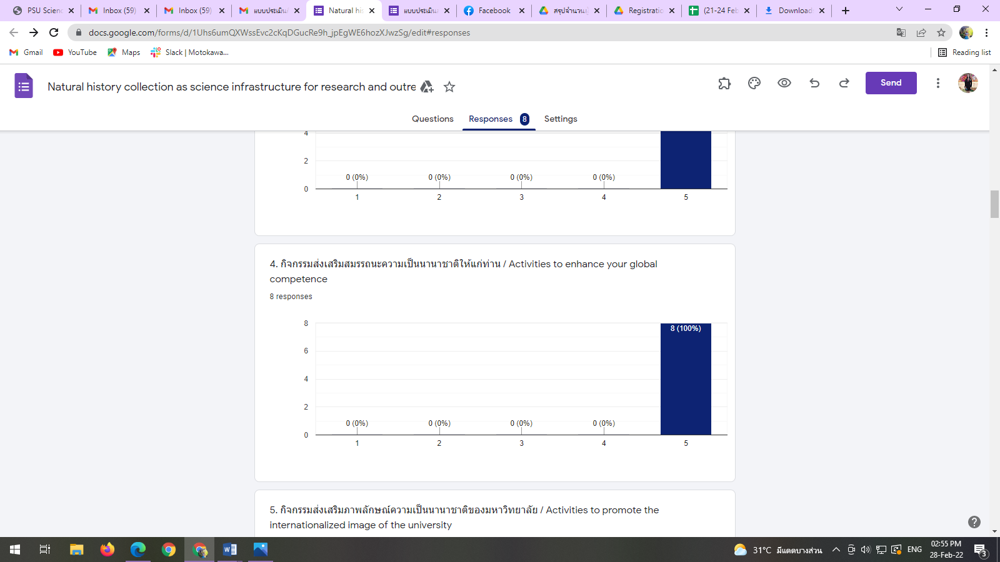 PSU Scienc
Inbox (59)
Inbox (59)
แบบประเมิน
Natural his
แบบประเมิน
Facebook
สรุปจำนวนผู้
Registratio
(21-24 Feb
Download
docs.google.com/forms/d/1Uhs6umQXWssEvc2cKqDGucRe9h_jpEgWE6hozXJwzSg/edit#responses
Gmail
YouTube
Maps
Slack | Motokawa...
Reading list
Natural history collection as science infrastructure for research and outre
Send
Questions
Responses 8
Settings
4
2
0
0 (0%) 0 (0%) 0 (0%) 0 (0%)
1 2 3 4 5
4. กิจกรรมส่งเสริมสมรรถนะความเป็นนานาชาติให้แก่ท่าน / Activities to enhance your global
competence
8 responses
8
6
4
2
0
8 (100%)
0 (0%) 0 (0%) 0 (0%) 0 (0%)
1 2 3 4 5
5. กิจกรรมส่งเสริมภาพลักษณ์ความเป็นนานาชาติของมหาวิทยาลัย / Activities to promote the
internationalized image of the university
31°C มีแดดบางส่วน
ENG
02:55 PM
28-Feb-22
3